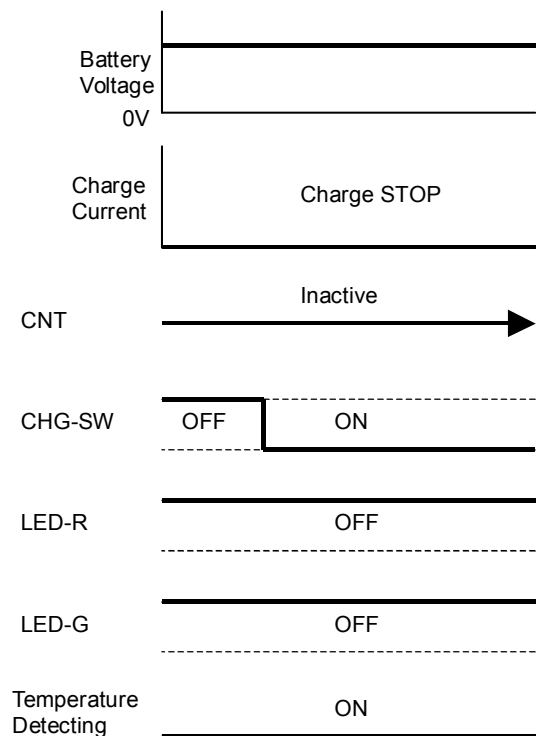 Battery
Voltage
0V
Charge
Current
Charge STOP
Inactive
CNT
CHG-SW
OFF
ON
LED-R
OFF
LED-G
OFF
Temperature
Detecting
ON